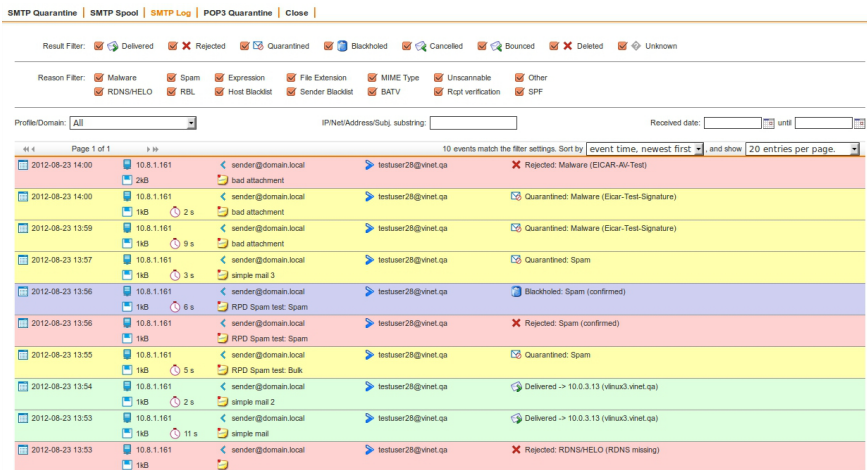 SMTP Quarantine | SMTP Spool | SMTP Log | POP3 Quarantine | Close |
Result Filter: Delivered Rejected Quarantined Blackholed Cancelled Bounced Deleted Unknown
Reason Filter: Malware Spam Expression File Extension MIME Type Unscannable Other
RDNS/HELO RBL Host Blacklist Sender Blacklist BATV Rcpt verification SPF
Profile/Domain: All IP/Net/Address/Subj. substring: Received date: until
Page 1 of 1 10 events match the filter settings. Sort by event time, newest first , and show 20 entries per page.
2012-08-23 14:00 10.8.1.161 sender@domain.local testuser28@vinet.qa Rejected: Malware (EICAR-AV-Test)
2kB bad attachment
2012-08-23 14:00 10.8.1.161 sender@domain.local testuser28@vinet.qa Quarantined: Malware (Eicar-Test-Signature)
1kB 2 s bad attachment
2012-08-23 13:59 10.8.1.161 sender@domain.local testuser28@vinet.qa Quarantined: Malware (Eicar-Test-Signature)
1kB 9 s bad attachment
2012-08-23 13:57 10.8.1.161 sender@domain.local testuser28@vinet.qa Quarantined: Spam
1kB 3 s simple mail 3
2012-08-23 13:56 10.8.1.161 sender@domain.local testuser28@vinet.qa Blackholed: Spam (confirmed)
1kB 6 s RPD Spam test: Spam
2012-08-23 13:56 10.8.1.161 sender@domain.local testuser28@vinet.qa Rejected: Spam (confirmed)
1kB RPD Spam test: Spam
2012-08-23 13:55 10.8.1.161 sender@domain.local testuser28@vinet.qa Quarantined: Spam
1kB 5 s RPD Spam test: Bulk
2012-08-23 13:54 10.8.1.161 sender@domain.local testuser28@vinet.qa Delivered -> 10.0.3.13 (vlinux3.vinet.qa)
1kB 2 s simple mail 2
2012-08-23 13:53 10.8.1.161 sender@domain.local testuser28@vinet.qa Delivered -> 10.0.3.13 (vlinux3.vinet.qa)
1kB 11 s simple mail
2012-08-23 13:53 10.8.1.161 sender@domain.local testuser28@vinet.qa Rejected: RDNS/HELO (RDNS missing)
1kB